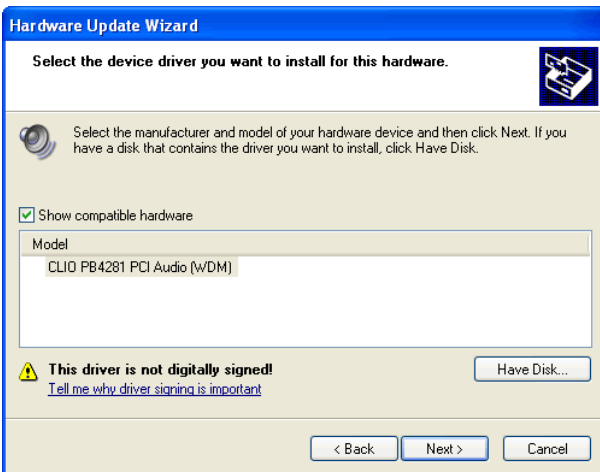 Hardware Update Wizard
Select the device driver you want to install for this hardware.
Select the manufacturer and model of your hardware device and then click Next. If you
have a disk that contains the driver you want to install, click Have Disk.
Show compatible hardware
Model
CLIO PB4281 PCI Audio (WDM)
This driver is not digitally signed!
Have Disk...
Tell me why driver signing is important
< Back
Next >
Cancel